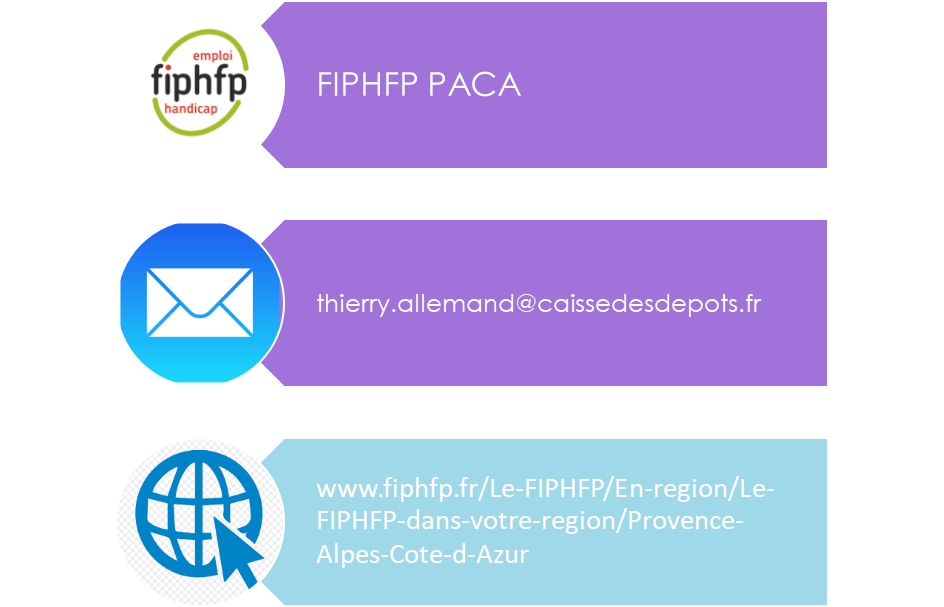 emploi
fiphfp
handicap
FIPHFP PACA
thierry.allemand@caissedesdepots.fr
www.fiphfp.fr/Le-FIPHFP/En-region/Le-
FIPHFP-dans-votre-region/Provence-
Alpes-Cote-d-Azur